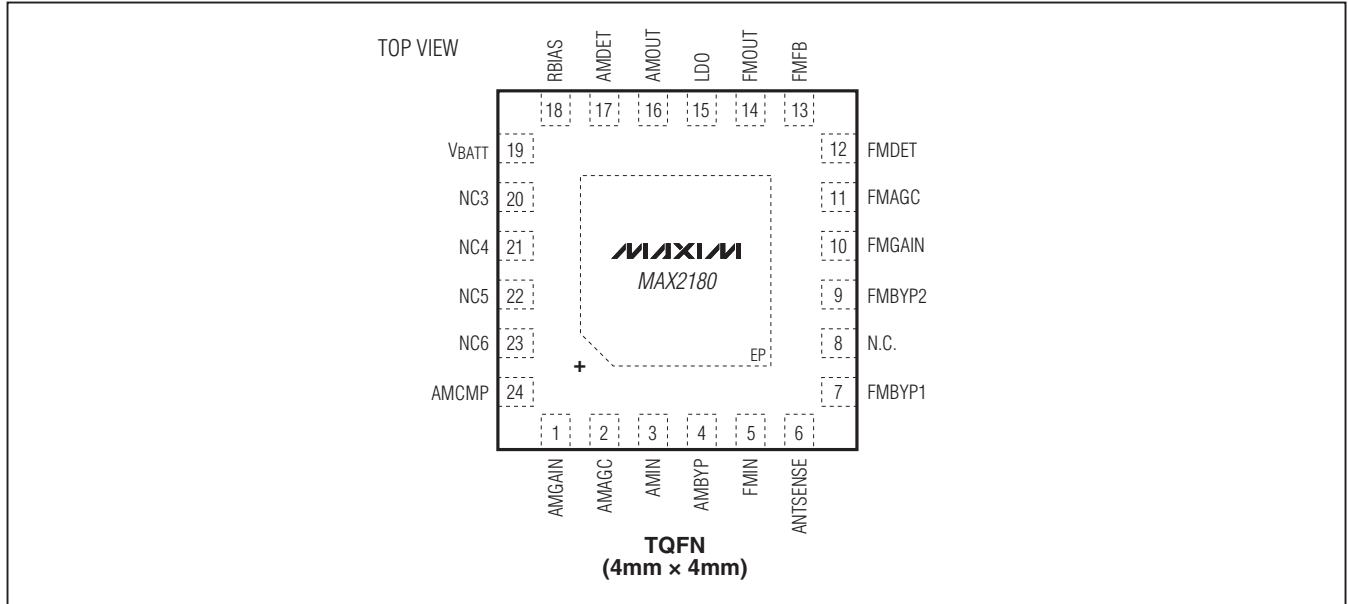 TOP VIEW
RBIAS
AMDET
AMOUT
LDO
FMOUT
FMFB
18
17
16
15
14
13
VBATT 19
12 FMDET
NC3 20
11 FMAGC
NC4 21
10 FMGAIN
MAXIM
MAX2180
NC5 22
9 FMBYP2
NC6 23
8 N.C.
EP
+
AMCMP 24
7 FMBYP1
1
2
3
4
5
6
AMGAIN
AMAGC
AMIN
AMBYP
FMIN
ANTSENSE
TQFN
(4mm × 4mm)